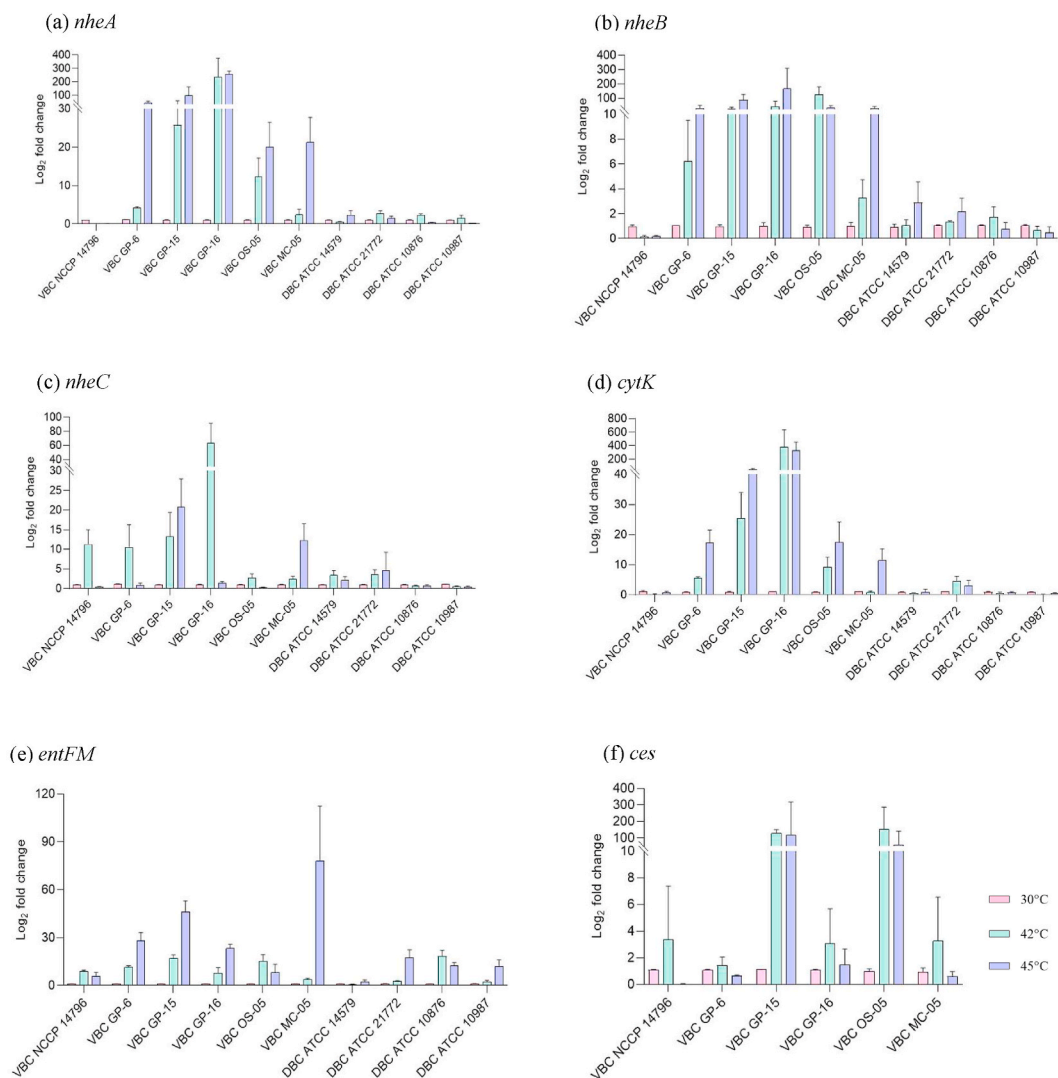 (a) nheA
Log2 fold change
400
300
200
100
30
20
10
0
VBC NCCP 14796
VBC GP-6
VBC GP-15
VBC GP-16
VBC OS-05
VBC MC-05
DBC ATCC 14579
DBC ATCC 21772
DBC ATCC 10876
DBC ATCC 10987
(b) nheB
Log2 fold change
400
300
200
100
10
8
6
4
2
0
VBC NCCP 14796
VBC GP-6
VBC GP-15
VBC GP-16
VBC OS-05
VBC MC-05
DBC ATCC 14579
DBC ATCC 21772
DBC ATCC 10876
DBC ATCC 10987
(c) nheC
Log2 fold change
100
80
60
40
30
25
20
15
10
5
0
VBC NCCP 14796
VBC GP-6
VBC GP-15
VBC GP-16
VBC OS-05
VBC MC-05
DBC ATCC 14579
DBC ATCC 21772
DBC ATCC 10876
DBC ATCC 10987
(d) cytK
Log2 fold change
800
600
400
200
40
30
20
10
0
VBC NCCP 14796
VBC GP-6
VBC GP-15
VBC GP-16
VBC OS-05
VBC MC-05
DBC ATCC 14579
DBC ATCC 21772
DBC ATCC 10876
DBC ATCC 10987
(e) entFM
Log2 fold change
120
90
60
30
0
VBC NCCP 14796
VBC GP-6
VBC GP-15
VBC GP-16
VBC OS-05
VBC MC-05
DBC ATCC 14579
DBC ATCC 21772
DBC ATCC 10876
DBC ATCC 10987
(f) ces
Log2 fold change
400
300
200
100
10
8
6
4
2
0
VBC NCCP 14796
VBC GP-6
VBC GP-15
VBC GP-16
VBC OS-05
VBC MC-05
30°C
42°C
45°C